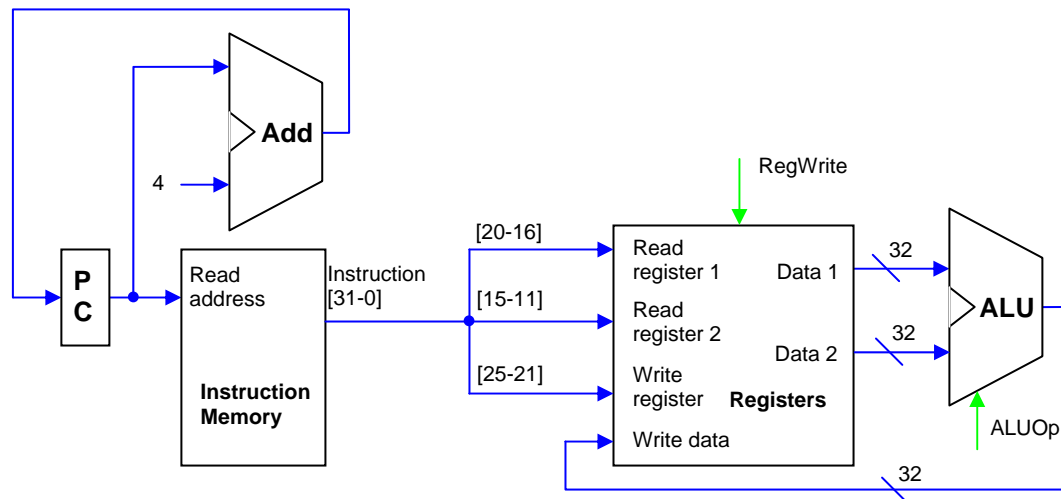 Add
4
RegWrite
P
C
Read
address
Instruction
[31-0]
Instruction
Memory
[20-16]
[15-11]
[25-21]
Read
register 1
Read
register 2
Write
register
Write data
Data 1
Data 2
Registers
32
32
ALU
ALUOp
32